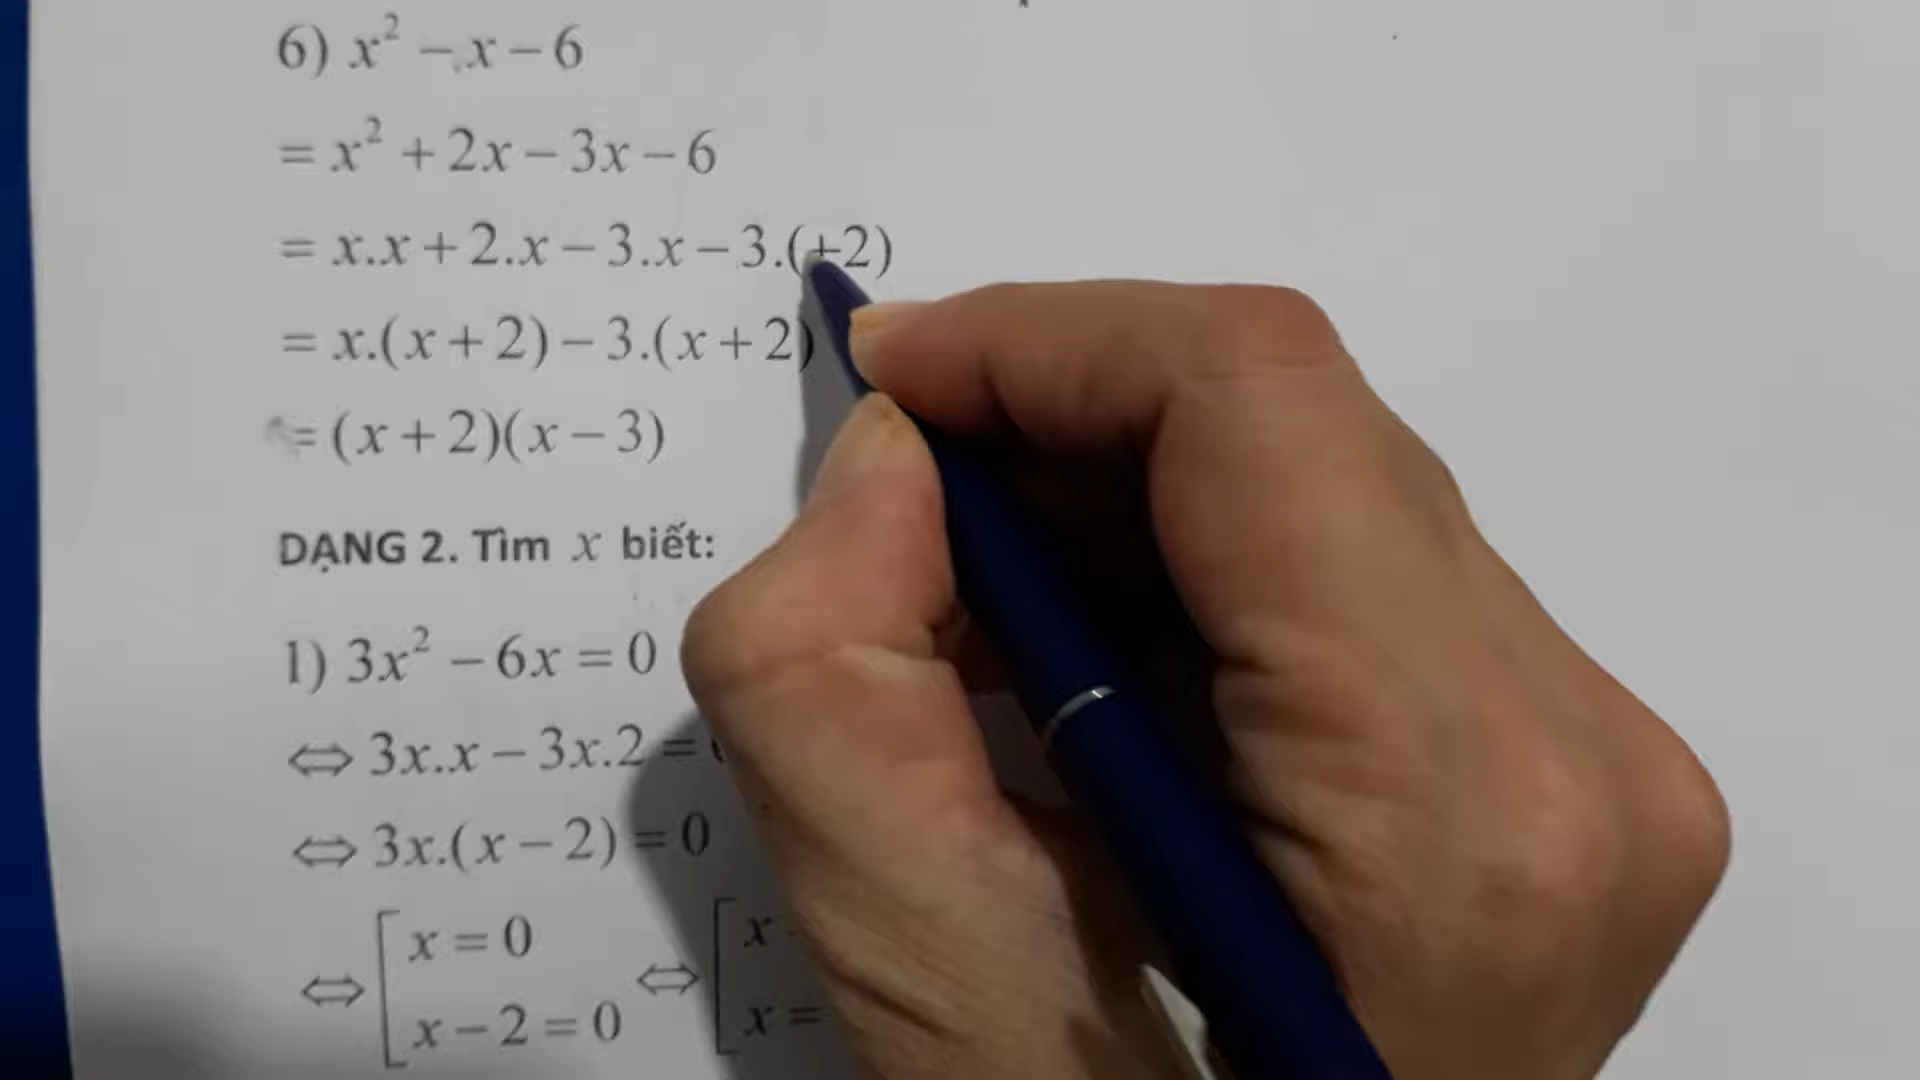 6) x² − x − 6
= x² + 2x − 3x − 6
= x.x + 2.x − 3.x − 3.(+2)
= x.(x + 2) − 3.(x + 2)
= (x + 2)(x − 3)
DẠNG 2. Tìm x biết:
1) 3x² − 6x = 0
⇔ 3x.x − 3x.2 =
⇔ 3x.(x − 2) = 0
⇔ [ x = 0 ⇔ [ x
x − 2 = 0 x =